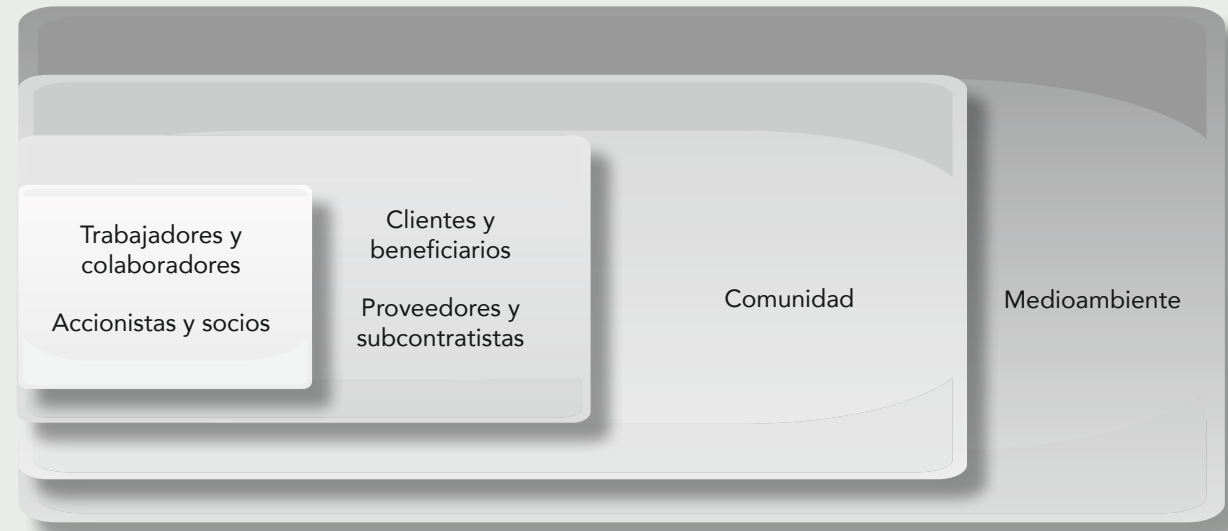 Trabajadores y
colaboradores
Accionistas y socios
Clientes y
beneficiarios
Proveedores y
subcontratistas
Comunidad
Medioambiente